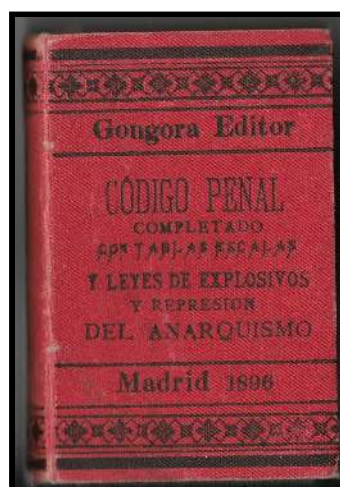 Gongora Editor
CÓDIGO PENAL
COMPLETADO
CON TABLAS ESCALAS
Y LEYES DE EXPLOSIVOS
Y REPRESION
DEL ANARQUISMO
Madrid 1896